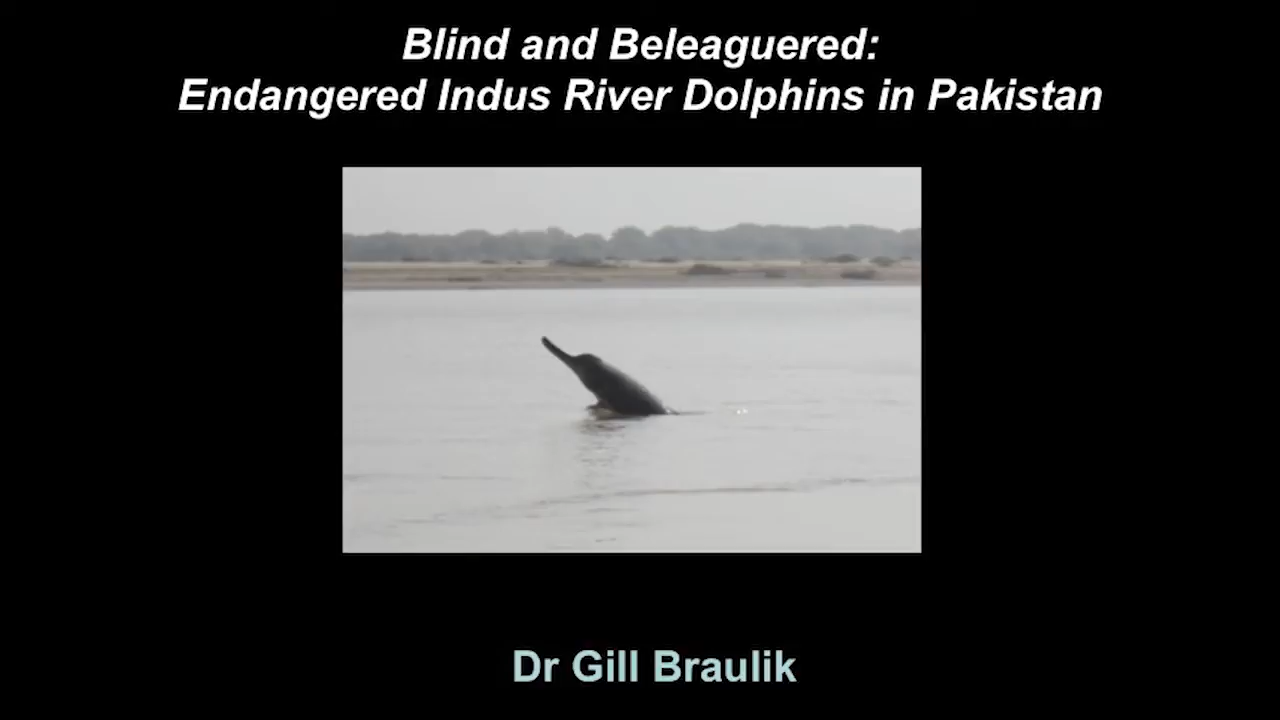 Blind and Beleaguered:
Endangered Indus River Dolphins in Pakistan
Dr Gill Braulik